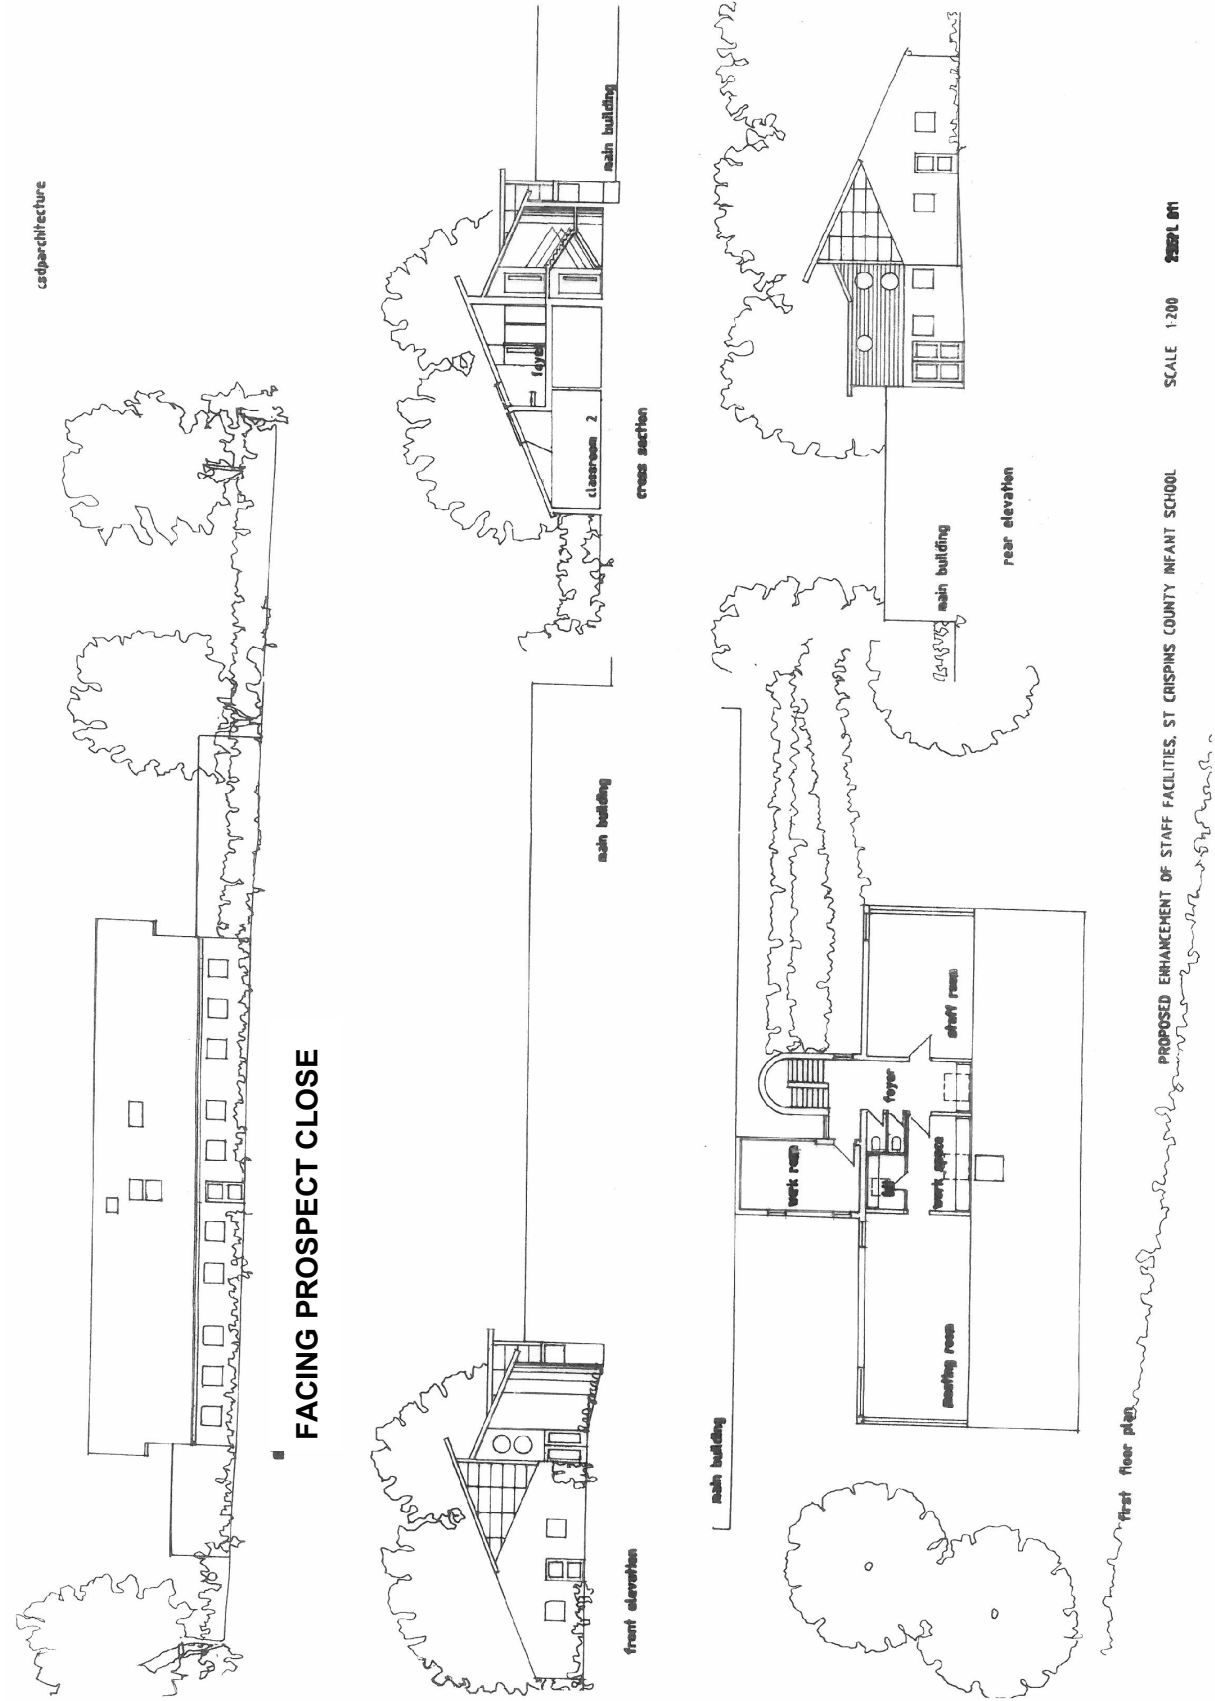 csdparchitecture
FACING PROSPECT CLOSE
main building
foyer
classroom 2
cross section
main building
front elevation
main building
rear elevation
main building
work room
foyer
staff room
work space
meeting room
first floor plan
PROPOSED ENHANCEMENT OF STAFF FACILITIES, ST CRISPINS COUNTY INFANT SCHOOL
SCALE 1:200